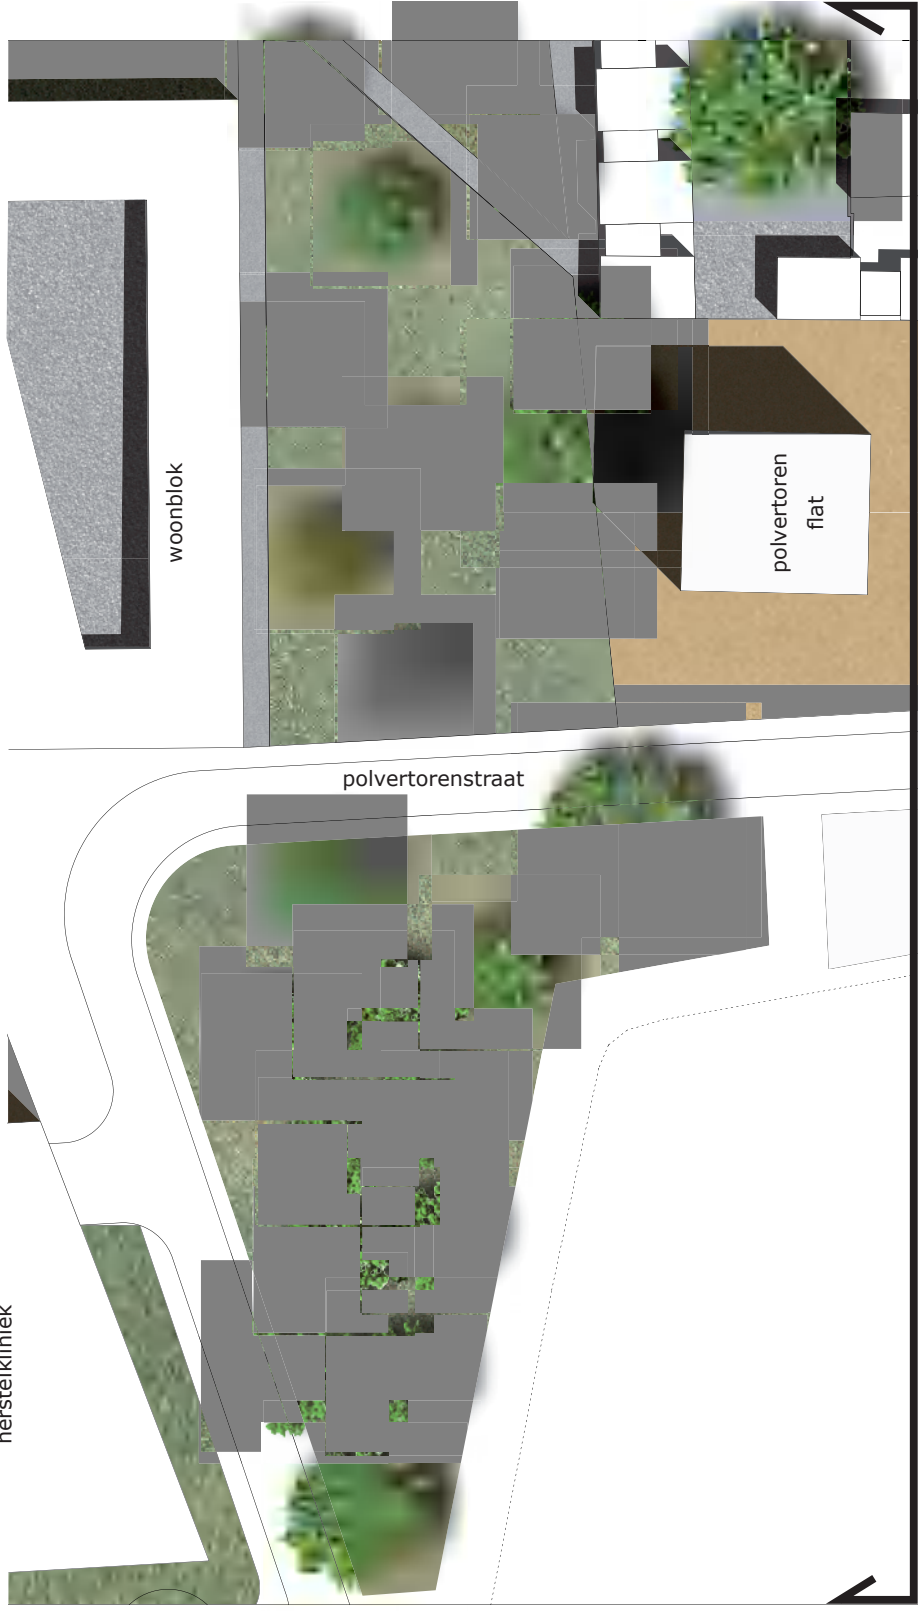 woonblok
polvertoren
flat
polvertorenstraat
herstelkliniek